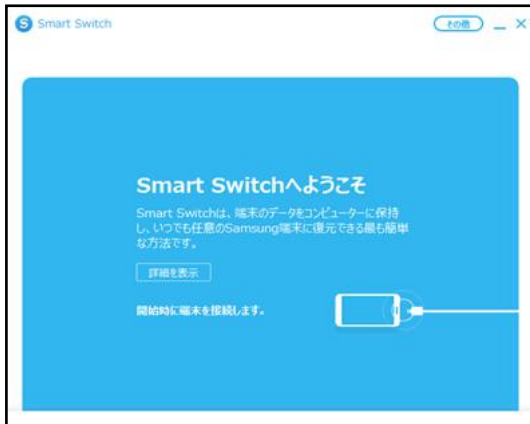 Smart Switch
その他
Smart Switchへようこそ
Smart Switchは、端末のデータをコンピューターに保持
し、いつでも任意のSamsung端末に復元できる最も簡単
な方法です。
詳細を表示
開始時に端末を接続します。